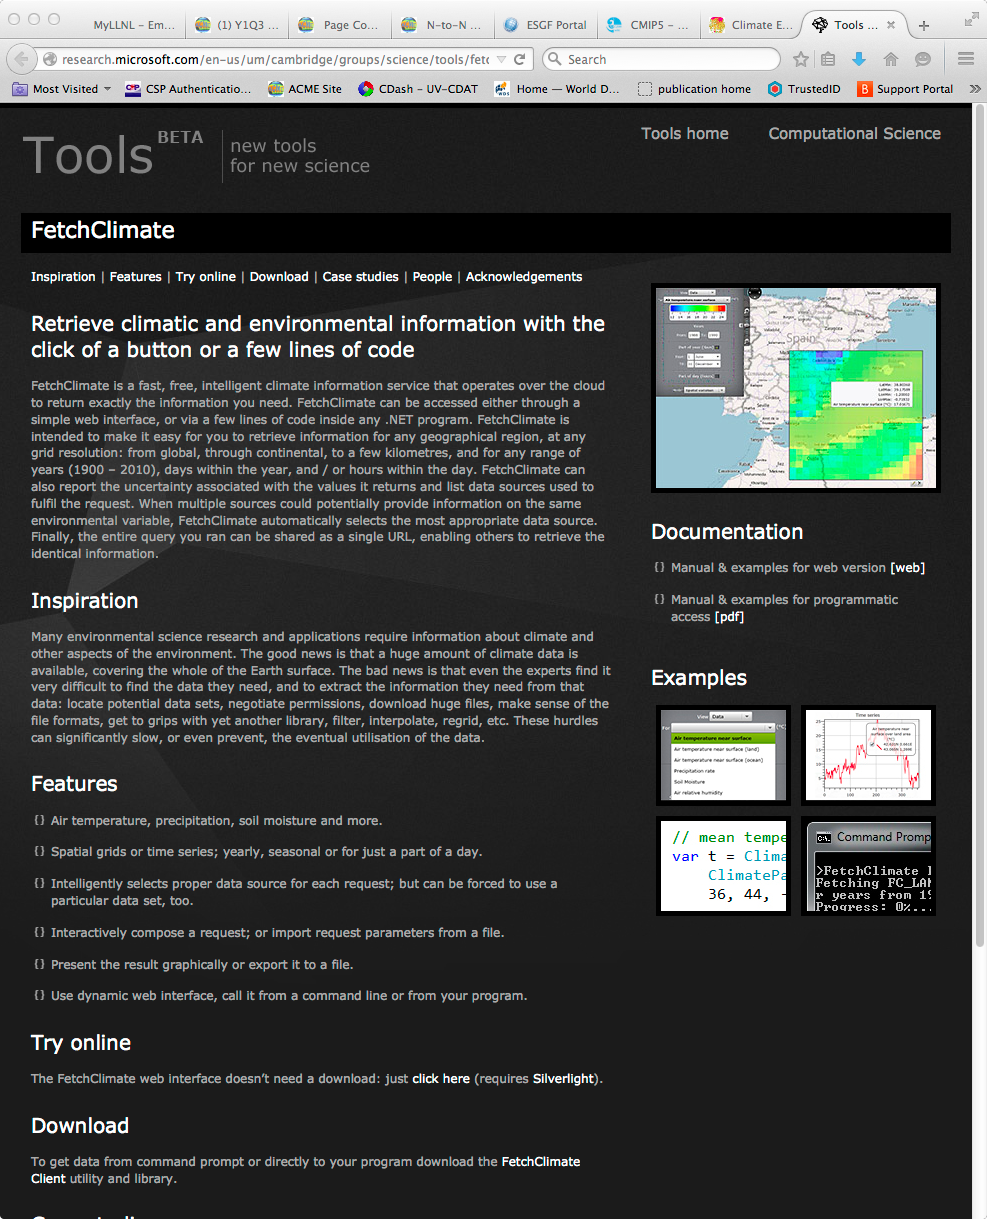 MyLLNL – Em...
(1) Y1Q3 ...
Page Co...
N-to-N ...
ESGF Portal
CMIP5 – ...
Climate E...
Tools ...
research.microsoft.com/en-us/um/cambridge/groups/science/tools/fetc
Search
Most Visited
CSP Authenticatio...
ACME Site
CDash – UV-CDAT
Home — World D...
publication home
TrustedID
Support Portal
Tools BETA
new tools
for new science
Tools home
Computational Science
FetchClimate
Inspiration | Features | Try online | Download | Case studies | People | Acknowledgements
Retrieve climatic and environmental information with the
click of a button or a few lines of code
FetchClimate is a fast, free, intelligent climate information service that operates over the cloud
to return exactly the information you need. FetchClimate can be accessed either through a
simple web interface, or via a few lines of code inside any .NET program. FetchClimate is
intended to make it easy for you to retrieve information for any geographical region, at any
grid resolution: from global, through continental, to a few kilometres, and for any range of
years (1900 – 2010), days within the year, and / or hours within the day. FetchClimate can
also report the uncertainty associated with the values it returns and list data sources used to
fulfil the request. When multiple sources could potentially provide information on the same
environmental variable, FetchClimate automatically selects the most appropriate data source.
Finally, the entire query you ran can be shared as a single URL, enabling others to retrieve the
identical information.
Inspiration
Many environmental science research and applications require information about climate and
other aspects of the environment. The good news is that a huge amount of climate data is
available, covering the whole of the Earth surface. The bad news is that even the experts find it
very difficult to find the data they need, and to extract the information they need from that
data: locate potential data sets, negotiate permissions, download huge files, make sense of the
file formats, get to grips with yet another library, filter, interpolate, regrid, etc. These hurdles
can significantly slow, or even prevent, the eventual utilisation of the data.
Features
{} Air temperature, precipitation, soil moisture and more.
{} Spatial grids or time series; yearly, seasonal or for just a part of a day.
{} Intelligently selects proper data source for each request; but can be forced to use a
particular data set, too.
{} Interactively compose a request; or import request parameters from a file.
{} Present the result graphically or export it to a file.
{} Use dynamic web interface, call it from a command line or from your program.
Try online
The FetchClimate web interface doesn't need a download: just click here (requires Silverlight).
Download
To get data from command prompt or directly to your program download the FetchClimate
Client utility and library.
Air temperature near surface
Spain
Documentation
{} Manual & examples for web version [web]
{} Manual & examples for programmatic
access [pdf]
Examples
View Data
For
Air temperature near surface
Air temperature near surface (land)
Air temperature near surface (ocean)
Precipitation rate
Soil Moisture
Air relative humidity
Time series
Air temperature near
surface over land area
(°C)
25
20
15
10
5
0 100 200 300
// mean tempe
var t = Clima
ClimatePa
36, 44, -
Command Promp
>FetchClimate
Fetching FC_LAN
r years from 19
Progress: 0%...